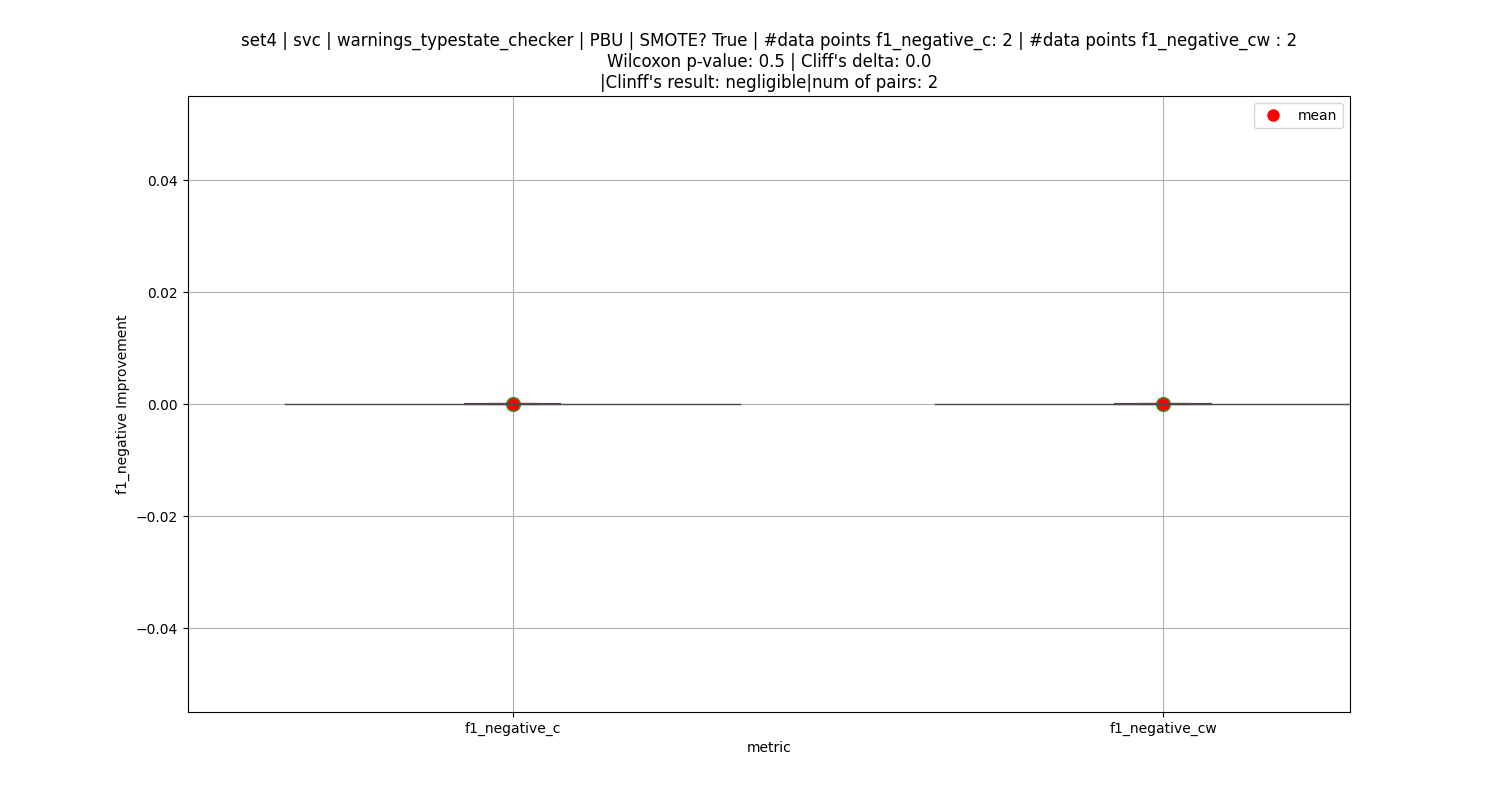 set4 | svc | warnings_typestate_checker | PBU | SMOTE? True | #data points f1_negative_c: 2 | #data points f1_negative_cw : 2
Wilcoxon p-value: 0.5 | Cliff's delta: 0.0
|Clinff's result: negligible|num of pairs: 2
mean
0.04
0.02
0.00
−0.02
−0.04
f1_negative Improvement
f1_negative_c
f1_negative_cw
metric